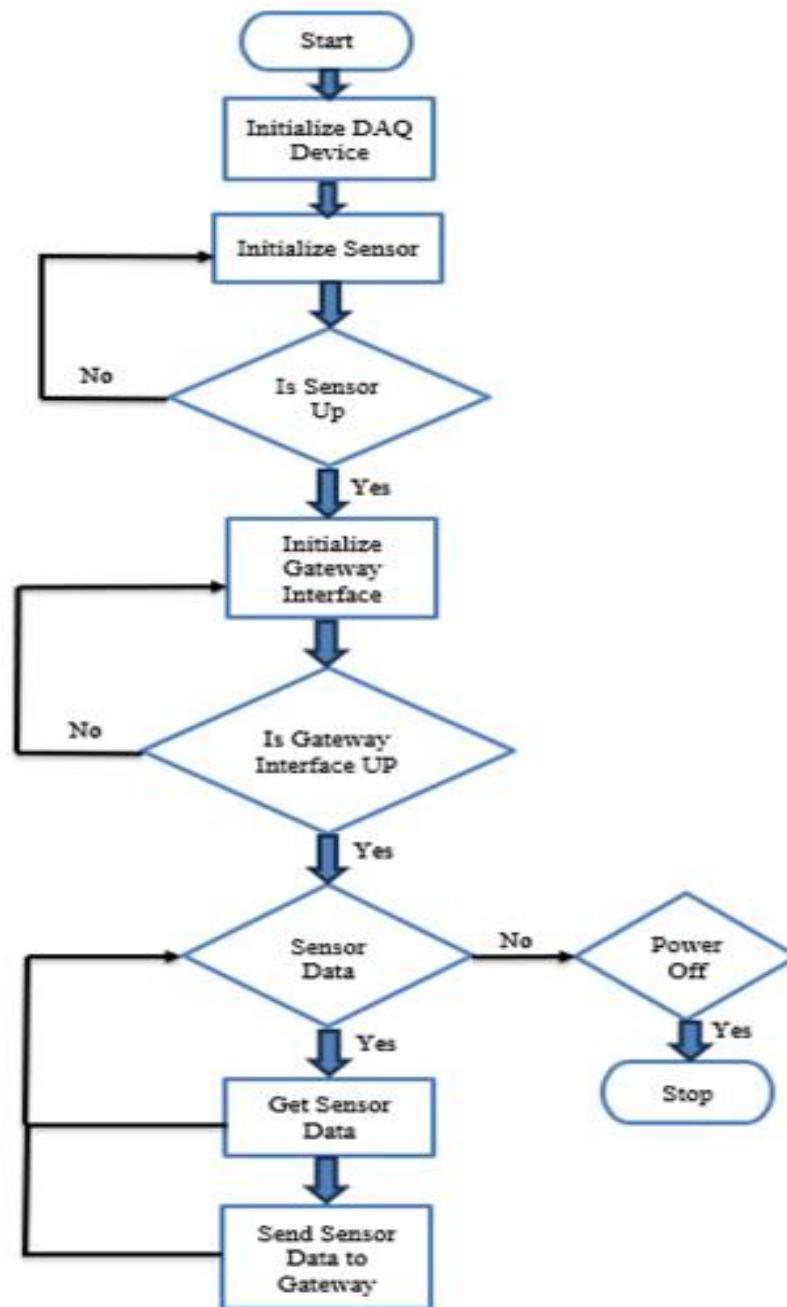 Start
Initialize DAQ
Device
Initialize Sensor
No
Is Sensor
Up
Yes
Initialize
Gateway
Interface
No
Is Gateway
Interface UP
Yes
Sensor
Data
No
Power
Off
Yes
Yes
Get Sensor
Data
Stop
Send Sensor
Data to
Gateway